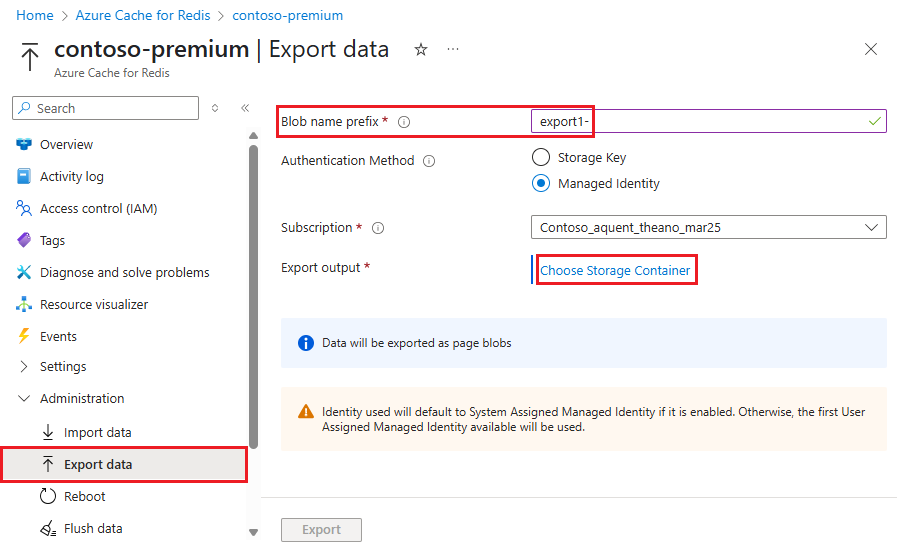 Home > Azure Cache for Redis > contoso-premium
contoso-premium | Export data ☆ ···
Azure Cache for Redis
Search
Overview
Activity log
Access control (IAM)
Tags
Diagnose and solve problems
Resource visualizer
Events
Settings
Administration
Import data
Export data
Reboot
Flush data
Blob name prefix *
export1-
Authentication Method
Storage Key
Managed Identity
Subscription *
Contoso_aquent_theano_mar25
Export output *
Choose Storage Container
Data will be exported as page blobs
Identity used will default to System Assigned Managed Identity if it is enabled. Otherwise, the first User
Assigned Managed Identity available will be used.
Export